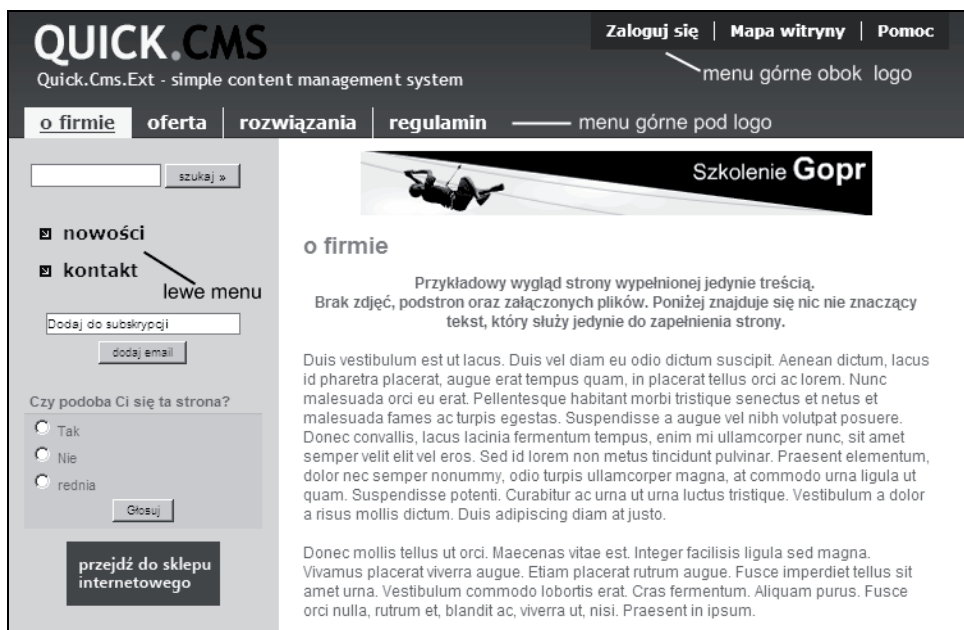 QUICK.CMS
Quick.Cms.Ext - simple content management system
Zaloguj się | Mapa witryny | Pomoc
menu górne obok logo
o firmie | oferta | rozwiązania | regulamin
menu górne pod logo
szukaj »
nowości
kontakt
lewe menu
Dodaj do subskrypcji
dodaj email
Czy podoba Ci się ta strona?
Tak
Nie
rednia
Głosuj
przejdź do sklepu
internetowego
Szkolenie Gopr
o firmie
Przykładowy wygląd strony wypełnionej jedynie treścią.
Brak zdjęć, podstron oraz załączonych plików. Poniżej znajduje się nic nie znaczący
tekst, który służy jedynie do zapełnienia strony.
Duis vestibulum est ut lacus. Duis vel diam eu odio dictum suscipit. Aenean dictum, lacus
id pharetra placerat, augue erat tempus quam, in placerat tellus orci ac lorem. Nunc
malesuada orci eu erat. Pellentesque habitant morbi tristique senectus et netus et
malesuada fames ac turpis egestas. Suspendisse a augue vel nibh volutpat posuere.
Donec convallis, lacus lacinia fermentum tempus, enim mi ullamcorper nunc, sit amet
semper velit elit vel eros. Sed id lorem non metus tincidunt pulvinar. Praesent elementum,
dolor nec semper nonummy, odio turpis ullamcorper magna, at commodo urna ligula ut
quam. Suspendisse potenti. Curabitur ac urna ut urna luctus tristique. Vestibulum a dolor
a risus mollis dictum. Duis adipiscing diam at justo.
Donec mollis tellus ut orci. Maecenas vitae est. Integer facilisis ligula sed magna.
Vivamus placerat viverra augue. Etiam placerat rutrum augue. Fusce imperdiet tellus sit
amet urna. Vestibulum commodo lobortis erat. Cras fermentum. Aliquam purus. Fusce
orci nulla, rutrum et, blandit ac, viverra ut, nisi. Praesent in ipsum.